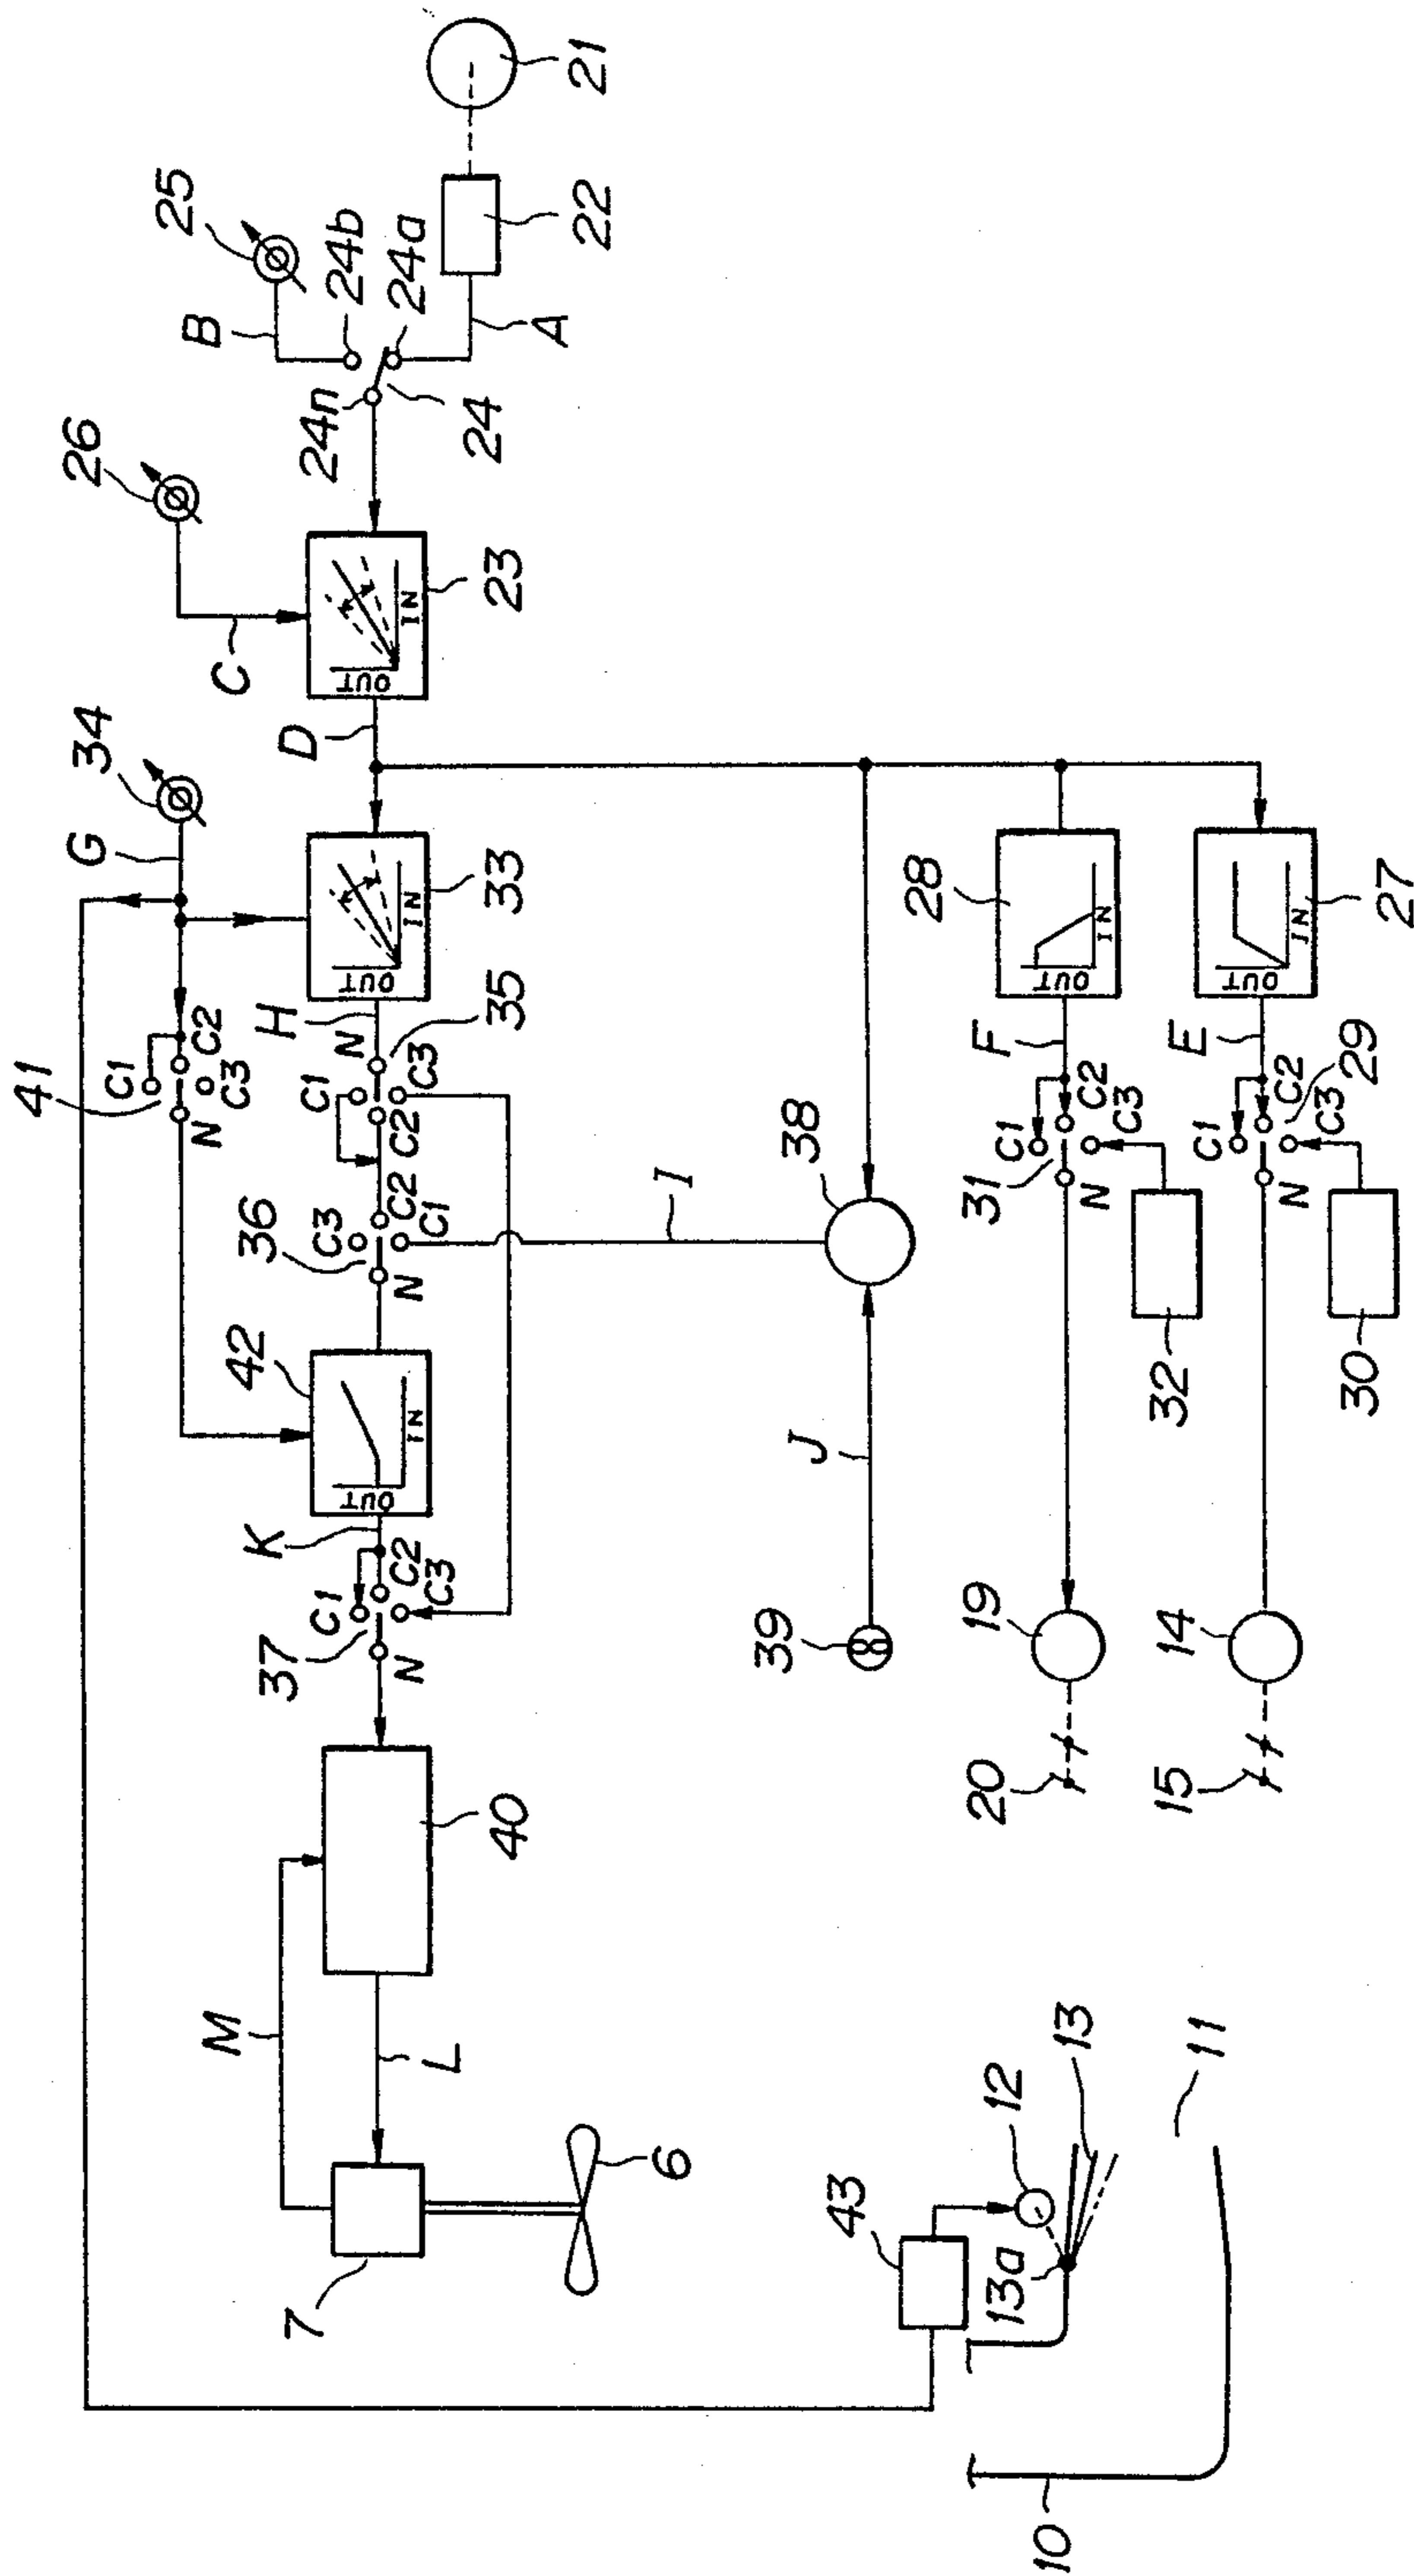 21
22
25
24b
24a
B
A
24n
24
26
C
OUT
IN
23
D
34
G
OUT
IN
33
H
N
35
C1
C2
C3
41
C1
C2
C3
N
36
C3
C2
C1
N
I
42
OUT
IN
K
C1
C2
C3
37
N
38
J
39
28
OUT
IN
F
C1
C2
C3
31
N
32
27
OUT
IN
E
C1
C2
C3
29
N
30
19
20
14
15
40
M
L
7
6
43
12
13
13a
11
10